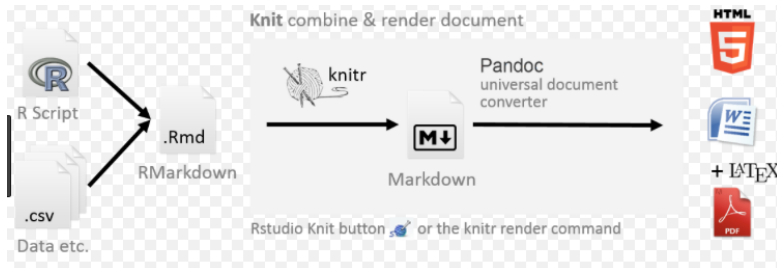 Knit combine & render document
HTML
5
R
R Script
.csv
Data etc.
.Rmd
RMarkdown
knitr
M
Markdown
Pandoc
universal document
converter
W
+ LATEX
PDF
Rstudio Knit button or the knitr render command